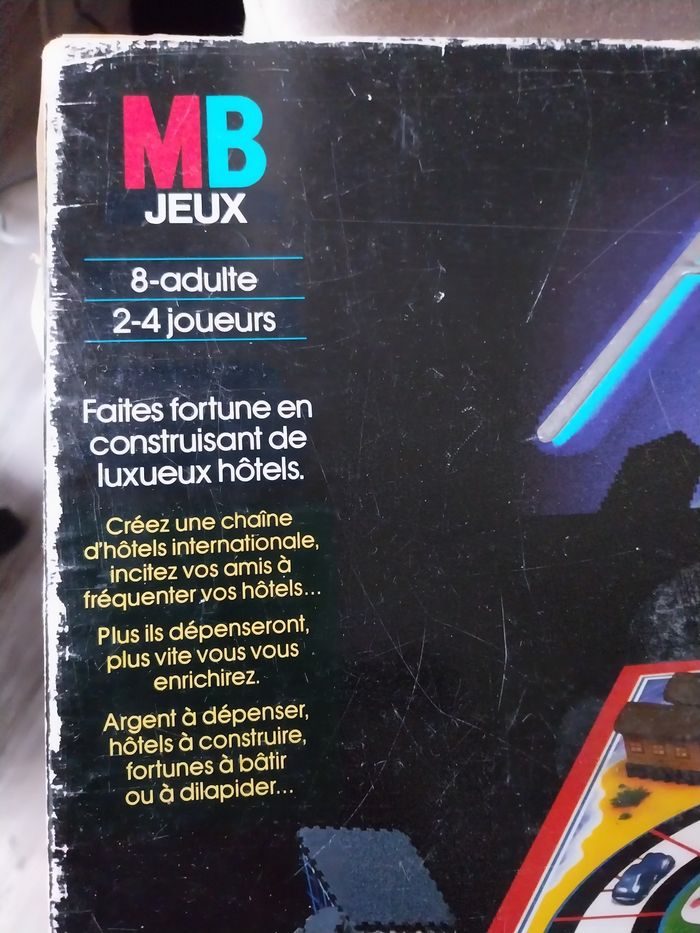 MB
JEUX
8-adulte
2-4 joueurs
Faites fortune en
construisant de
luxueux hôtels.
Créez une chaîne
d'hôtels internationale,
incitez vos amis à
fréquenter vos hôtels...
Plus ils dépenseront,
plus vite vous vous
enrichirez.
Argent à dépenser,
hôtels à construire,
fortunes à bâtir
ou à dilapider...